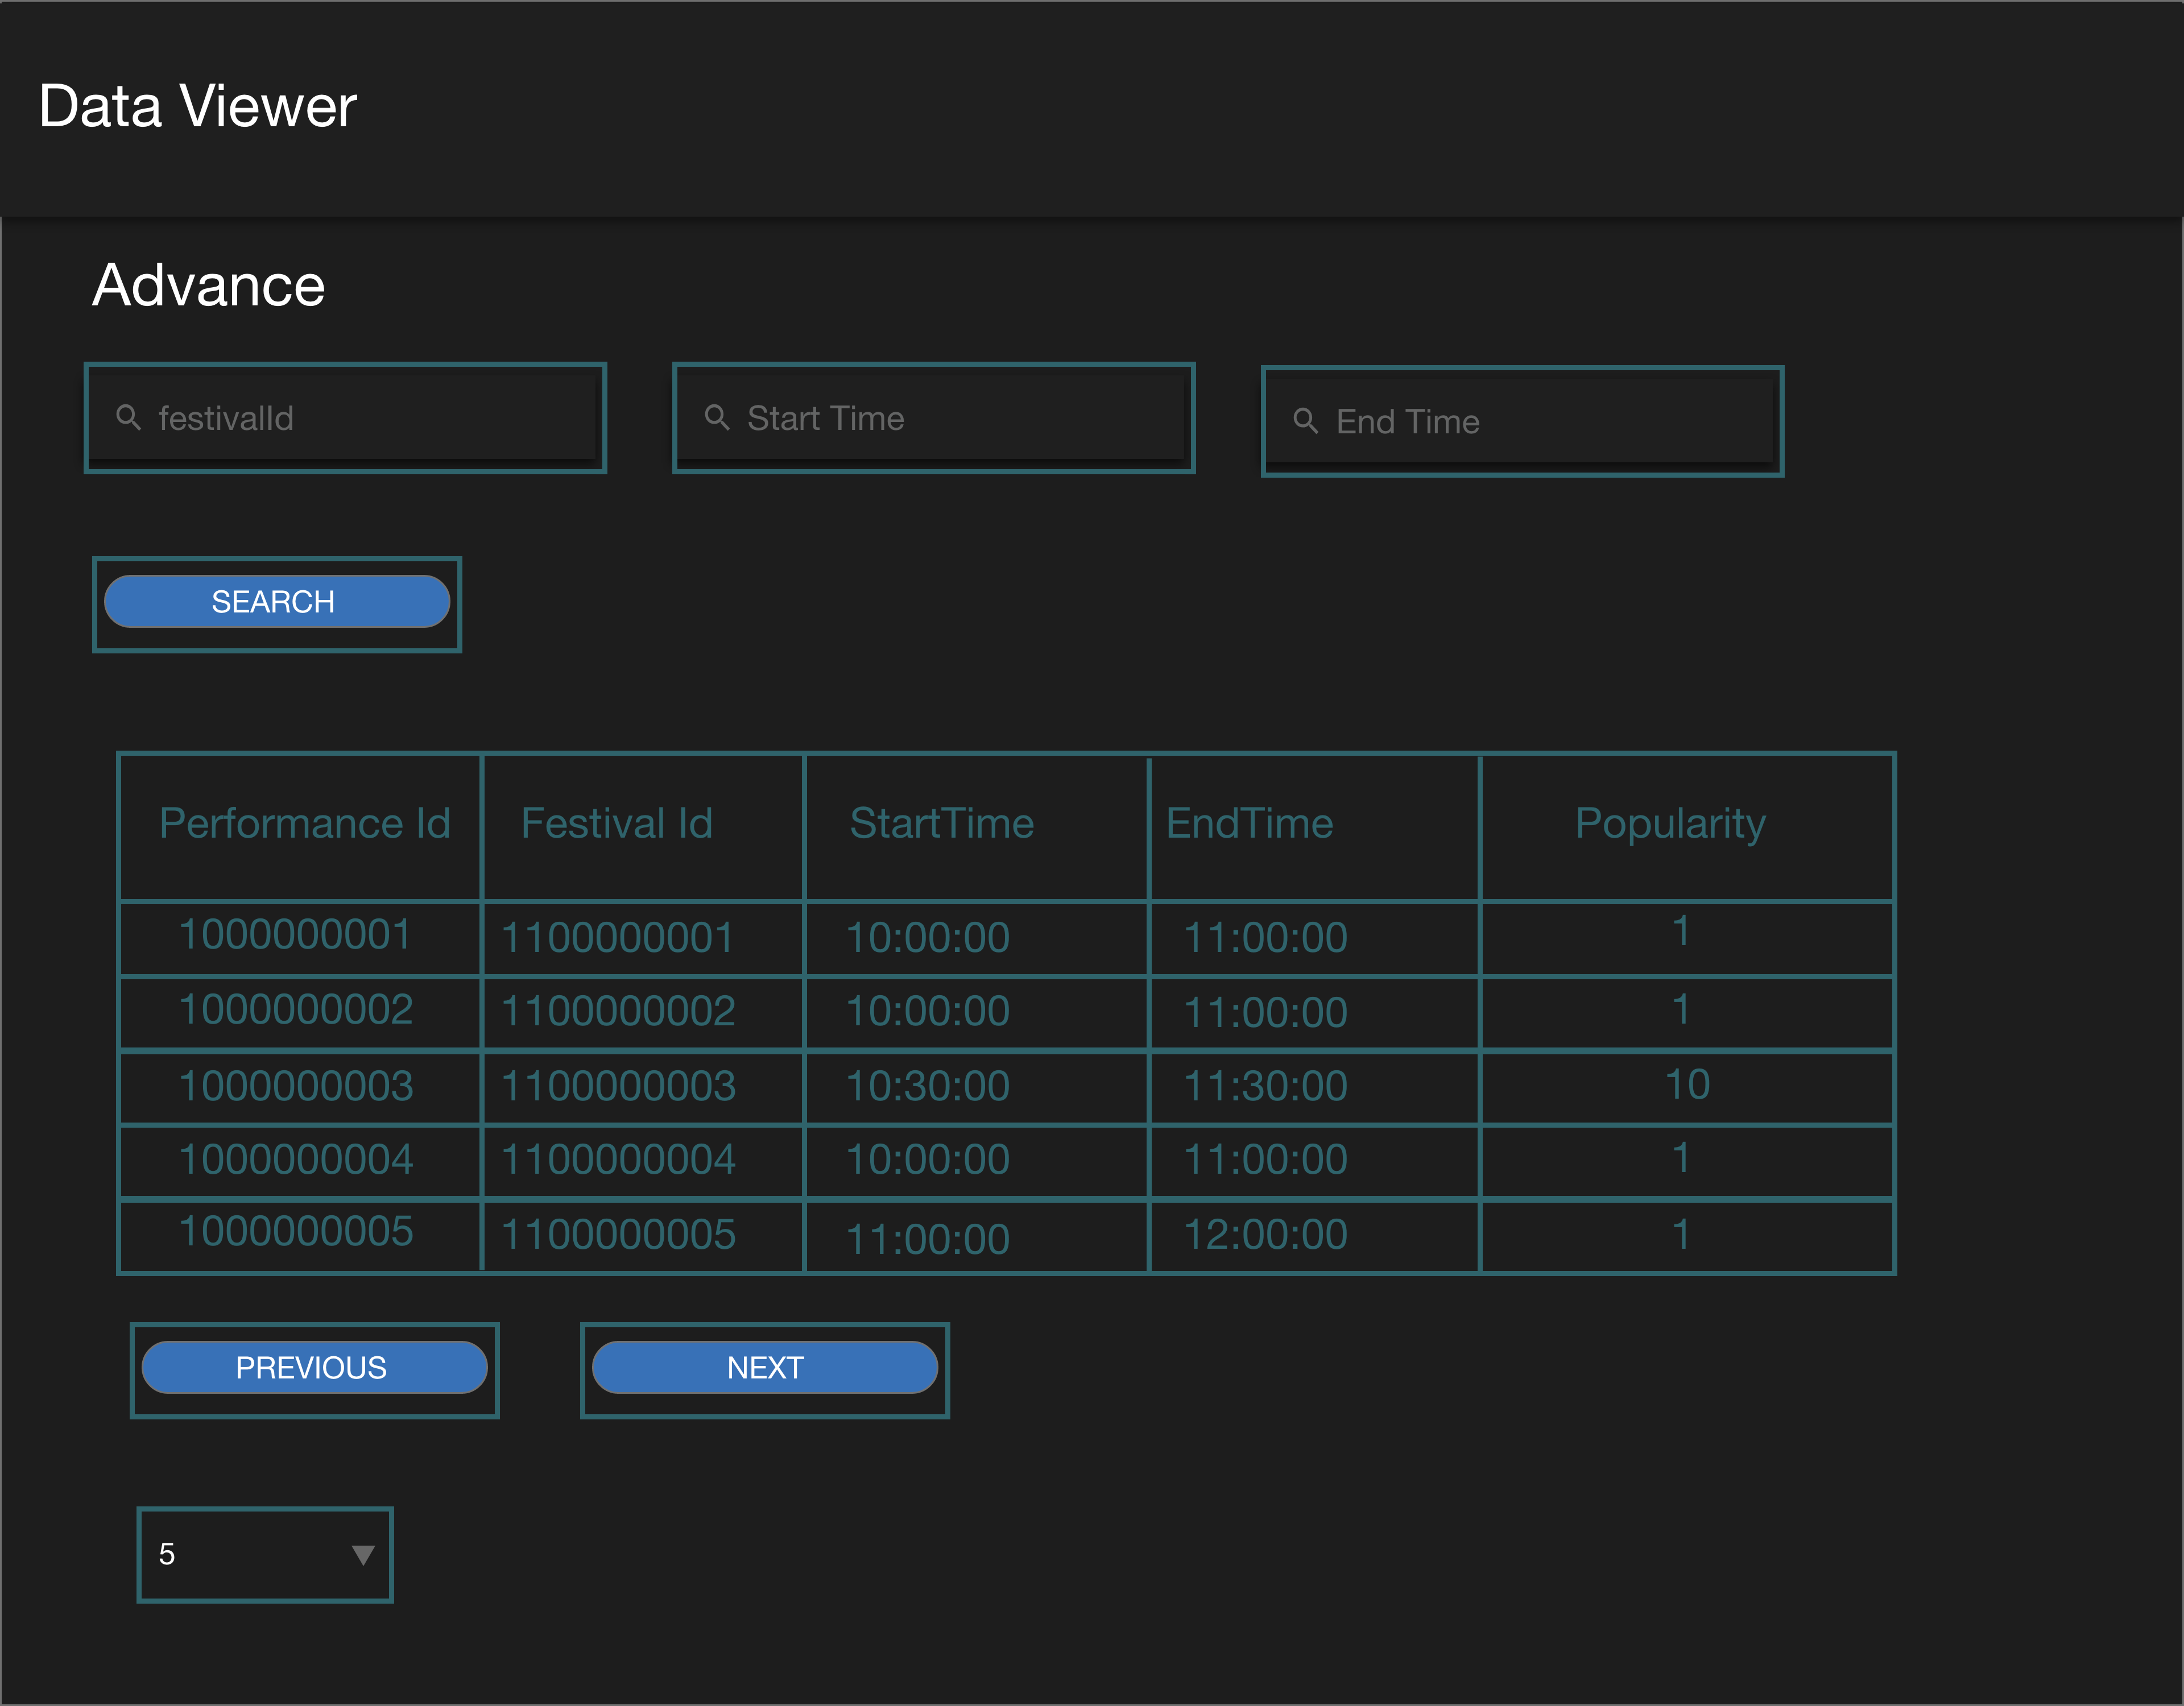 Data Viewer
Advance
festivalId Start Time End Time
SEARCH
Performance Id Festival Id StartTime EndTime Popularity
1000000001 1100000001 10:00:00 11:00:00 1
1000000002 1100000002 10:00:00 11:00:00 1
1000000003 1100000003 10:30:00 11:30:00 10
1000000004 1100000004 10:00:00 11:00:00 1
1000000005 1100000005 11:00:00 12:00:00 1
PREVIOUS NEXT
5